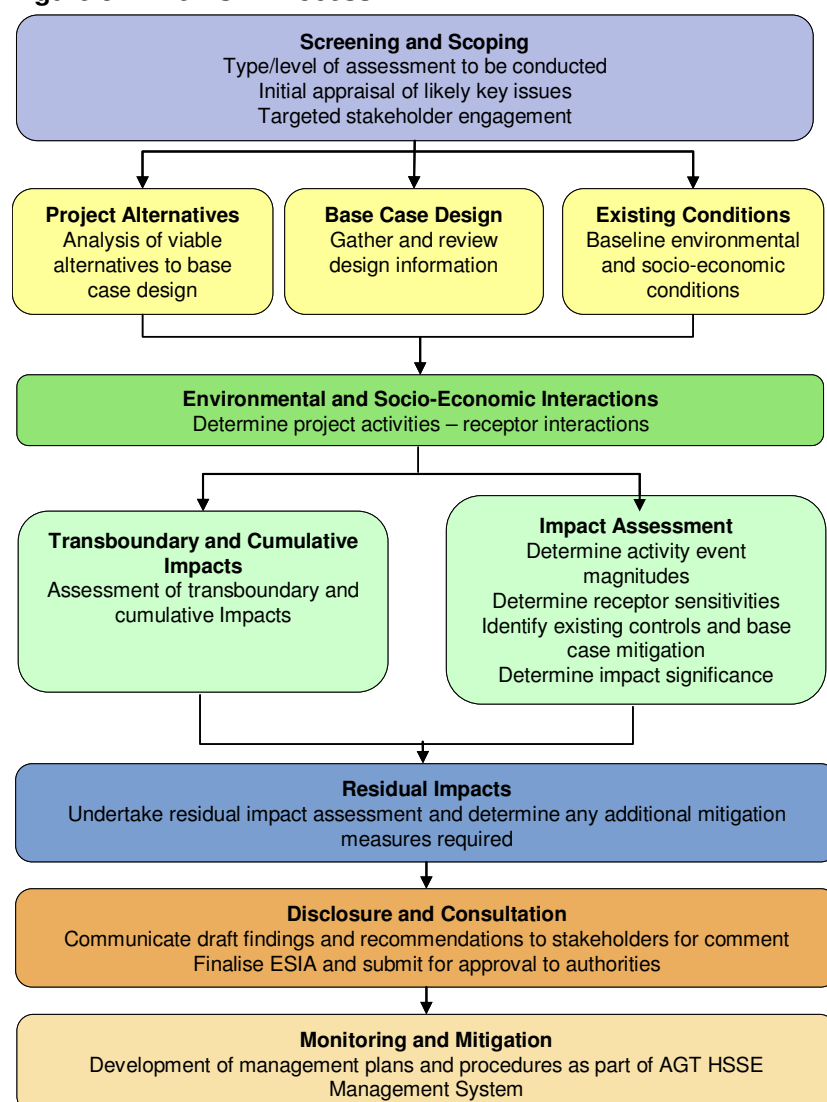 Screening and Scoping
Type/level of assessment to be conducted
Initial appraisal of likely key issues
Targeted stakeholder engagement
Project Alternatives
Analysis of viable
alternatives to base
case design
Base Case Design
Gather and review
design information
Existing Conditions
Baseline environmental
and socio-economic
conditions
Environmental and Socio-Economic Interactions
Determine project activities – receptor interactions
Transboundary and Cumulative
Impacts
Assessment of transboundary and
cumulative Impacts
Impact Assessment
Determine activity event
magnitudes
Determine receptor sensitivities
Identify existing controls and base
case mitigation
Determine impact significance
Residual Impacts
Undertake residual impact assessment and determine any additional mitigation
measures required
Disclosure and Consultation
Communicate draft findings and recommendations to stakeholders for comment
Finalise ESIA and submit for approval to authorities
Monitoring and Mitigation
Development of management plans and procedures as part of AGT HSSE
Management System